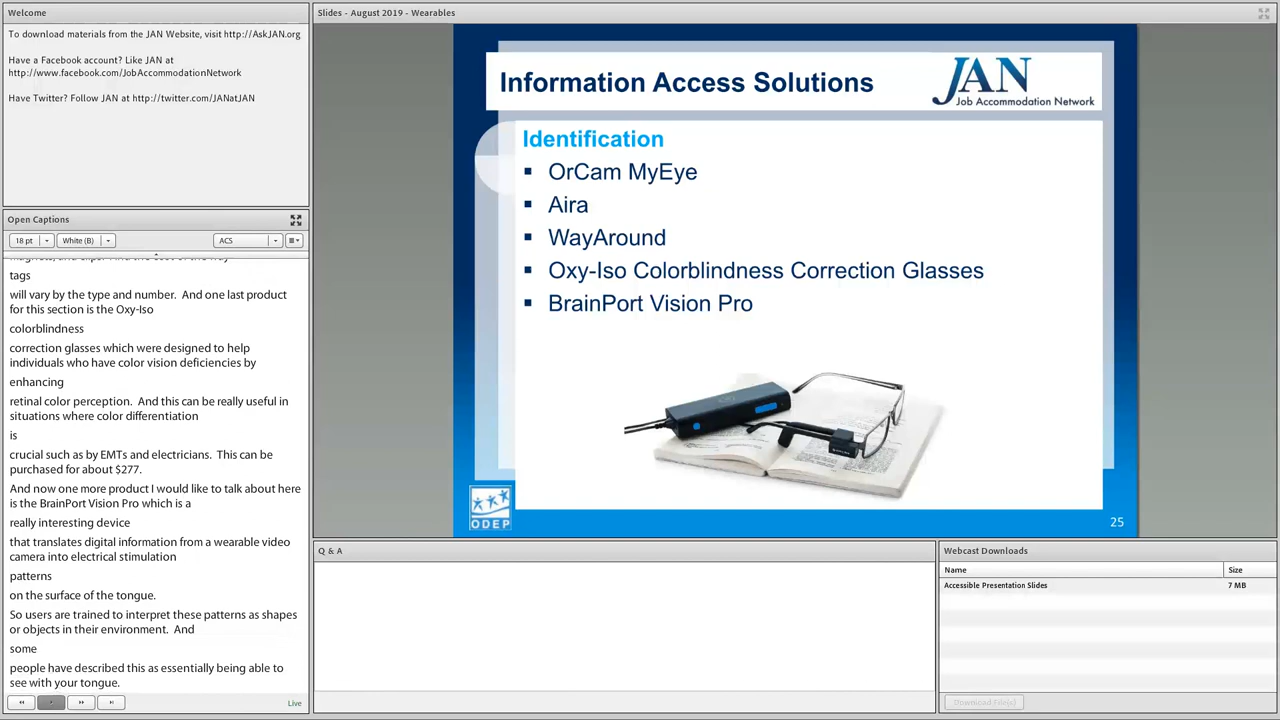 Welcome
To download materials from the JAN Website, visit http://AskJAN.org
Have a Facebook account? Like JAN at
http://www.facebook.com/JobAccommodationNetwork
Have Twitter? Follow JAN at http://twitter.com/JANatJAN
Open Captions
18 pt
White (B)
ACS
tags
will vary by the type and number. And one last product
for this section is the Oxy-Iso
colorblindness
correction glasses which were designed to help
individuals who have color vision deficiencies by
enhancing
retinal color perception. And this can be really useful in
situations where color differentiation
is
crucial such as by EMTs and electricians. This can be
purchased for about $277.
And now one more product I would like to talk about here
is the BrainPort Vision Pro which is a
really interesting device
that translates digital information from a wearable video
camera into electrical stimulation
patterns
on the surface of the tongue.
So users are trained to interpret these patterns as shapes
or objects in their environment. And
some
people have described this as essentially being able to
see with your tongue.
Live
Slides - August 2019 - Wearables
Information Access Solutions
JAN
Job Accommodation Network
Identification
▪ OrCam MyEye
▪ Aira
▪ WayAround
▪ Oxy-Iso Colorblindness Correction Glasses
▪ BrainPort Vision Pro
ODEP
25
Q & A
Webcast Downloads
Name Size
Accessible Presentation Slides 7 MB
Download File(s)